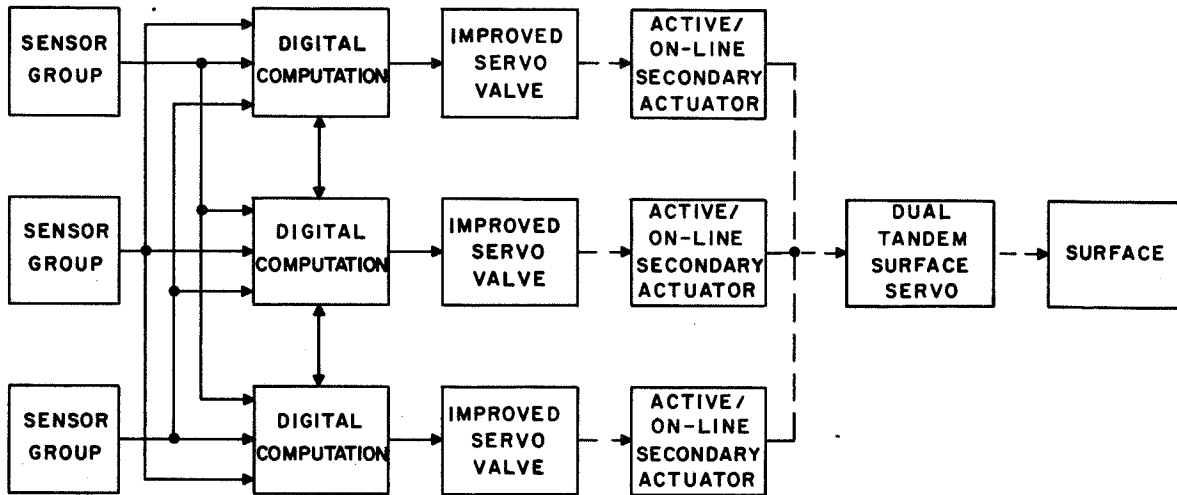 SENSOR
GROUP
DIGITAL
COMPUTATION
IMPROVED
SERVO
VALVE
ACTIVE/
ON-LINE
SECONDARY
ACTUATOR
SENSOR
GROUP
DIGITAL
COMPUTATION
IMPROVED
SERVO
VALVE
ACTIVE/
ON-LINE
SECONDARY
ACTUATOR
DUAL
TANDEM
SURFACE
SERVO
SURFACE
SENSOR
GROUP
DIGITAL
COMPUTATION
IMPROVED
SERVO
VALVE
ACTIVE/
ON-LINE
SECONDARY
ACTUATOR